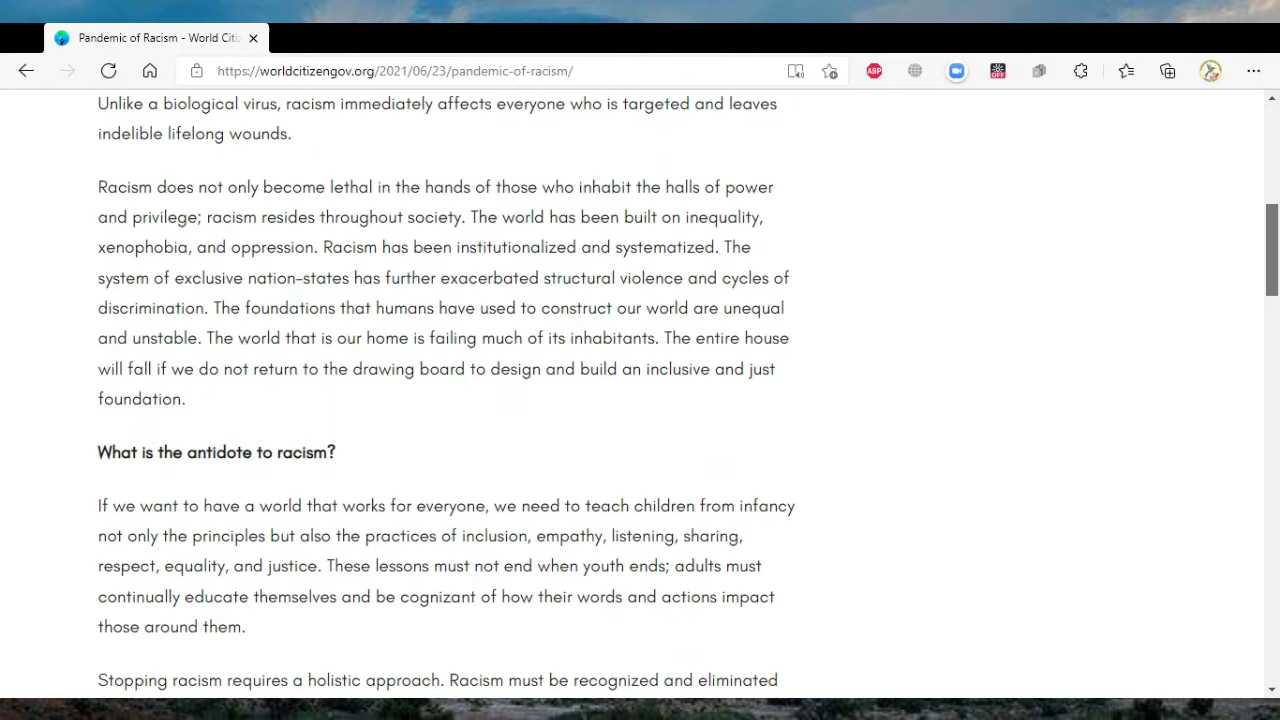 Pandemic of Racism - World Citi
https://worldcitizengov.org/2021/06/23/pandemic-of-racism/
ABP
OFF
Unlike a biological virus, racism immediately affects everyone who is targeted and leaves
indelible lifelong wounds.
Racism does not only become lethal in the hands of those who inhabit the halls of power
and privilege; racism resides throughout society. The world has been built on inequality,
xenophobia, and oppression. Racism has been institutionalized and systematized. The
system of exclusive nation-states has further exacerbated structural violence and cycles of
discrimination. The foundations that humans have used to construct our world are unequal
and unstable. The world that is our home is failing much of its inhabitants. The entire house
will fall if we do not return to the drawing board to design and build an inclusive and just
foundation.
What is the antidote to racism?
If we want to have a world that works for everyone, we need to teach children from infancy
not only the principles but also the practices of inclusion, empathy, listening, sharing,
respect, equality, and justice. These lessons must not end when youth ends; adults must
continually educate themselves and be cognizant of how their words and actions impact
those around them.
Stopping racism requires a holistic approach. Racism must be recognized and eliminated